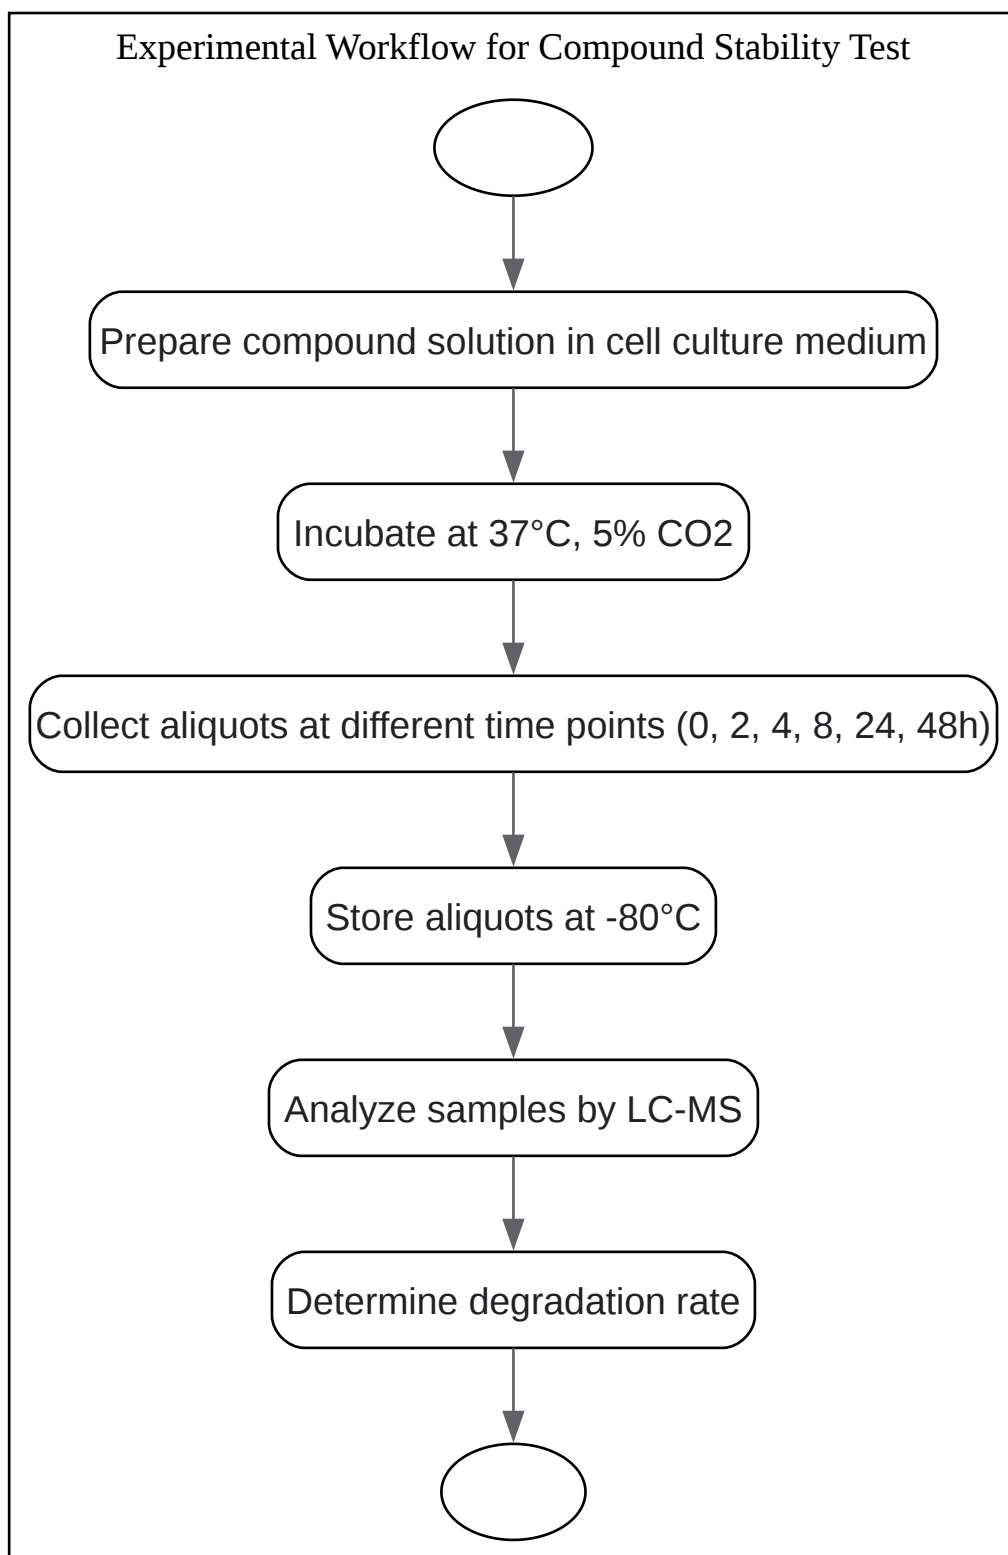 Experimental Workflow for Compound Stability Test
Prepare compound solution in cell culture medium
Incubate at 37°C, 5% CO2
Collect aliquots at different time points (0, 2, 4, 8, 24, 48h)
Store aliquots at -80°C
Analyze samples by LC-MS
Determine degradation rate